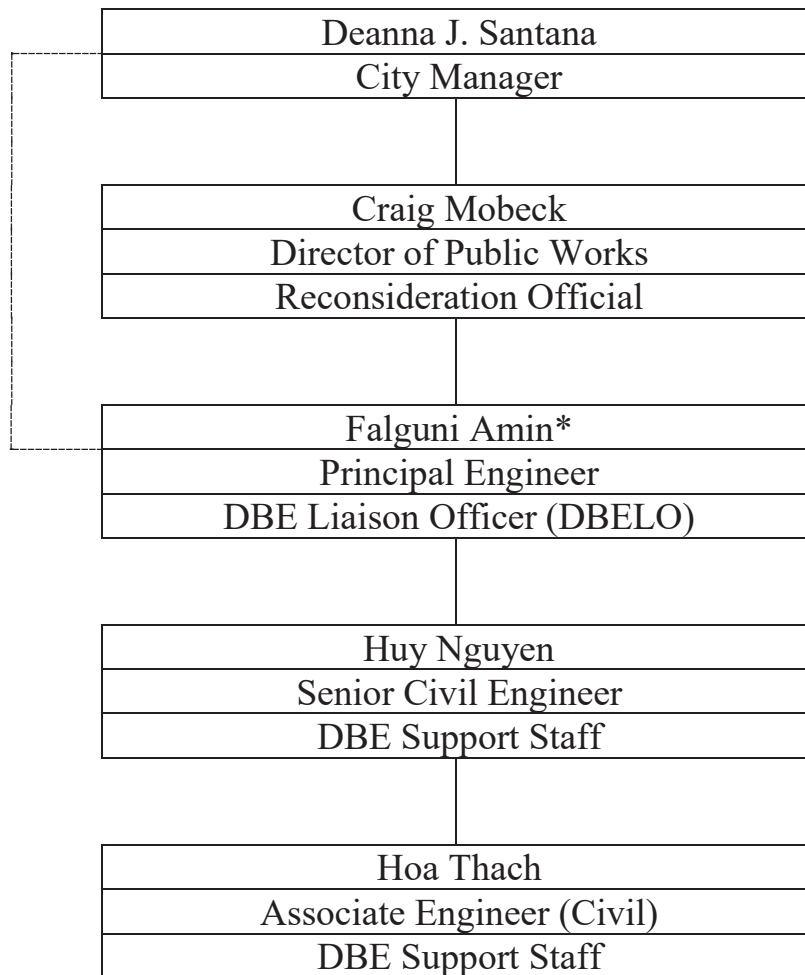 Deanna J. Santana
City Manager
Craig Mobeck
Director of Public Works
Reconsideration Official
Falguni Amin*
Principal Engineer
DBE Liaison Officer (DBELO)
Huy Nguyen
Senior Civil Engineer
DBE Support Staff
Hoa Thach
Associate Engineer (Civil)
DBE Support Staff